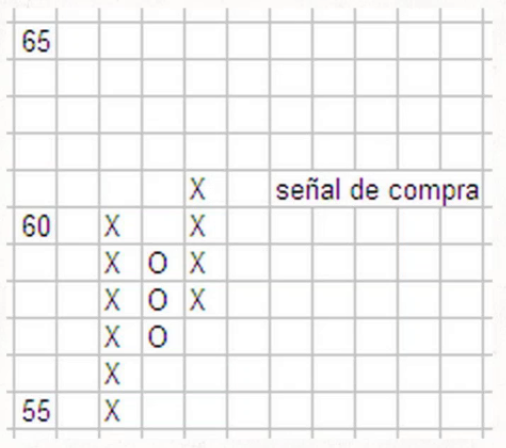 65
X señal de compra
60 X X
X O X
X O X
X O
X
55 X